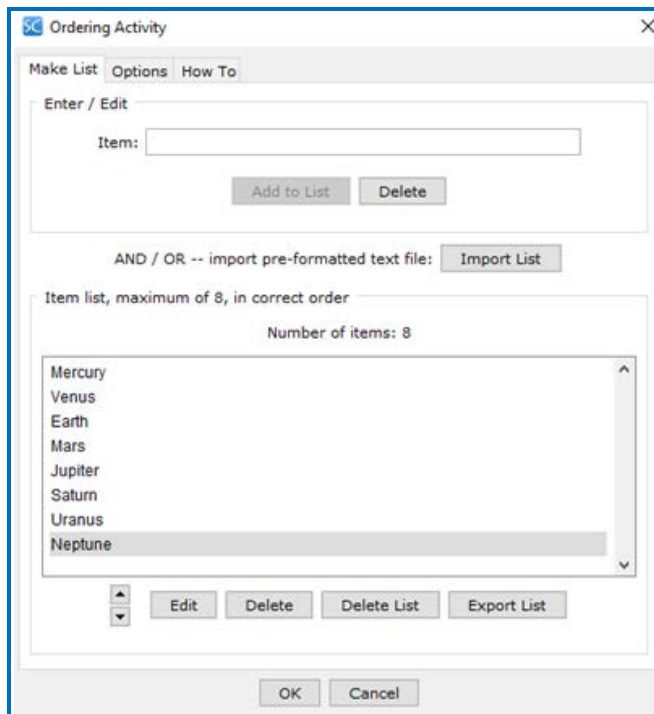 SC Ordering Activity
Make List Options How To
Enter / Edit
Item:
Add to List Delete
AND / OR -- import pre-formatted text file: Import List
Item list, maximum of 8, in correct order
Number of items: 8
Mercury
Venus
Earth
Mars
Jupiter
Saturn
Uranus
Neptune
Edit Delete Delete List Export List
OK Cancel